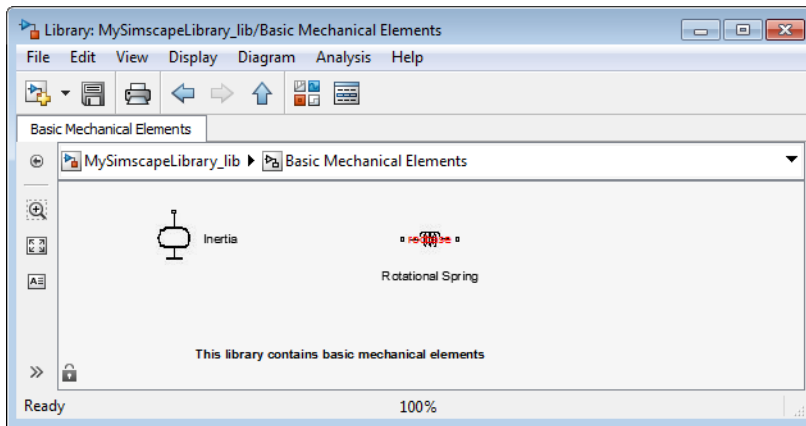 Library: MySimscapeLibrary_lib/Basic Mechanical Elements
File Edit View Display Diagram Analysis Help
Basic Mechanical Elements
MySimscapeLibrary_lib Basic Mechanical Elements
Inertia
Rotational Spring
This library contains basic mechanical elements
Ready 100%